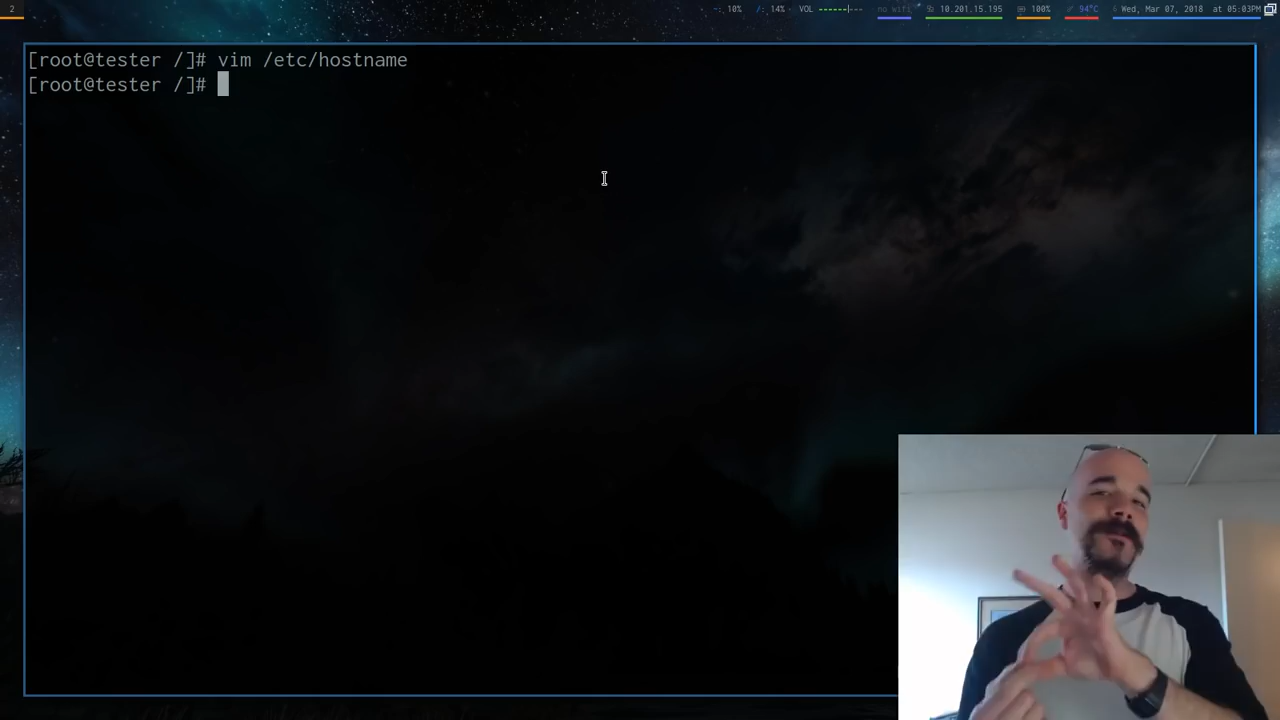 2
10%
/: 14%
VOL
no wifi
10.201.15.195
100%
94°C
Wed, Mar 07, 2018 at 05:03PM
[root@tester /]# vim /etc/hostname
[root@tester /]#